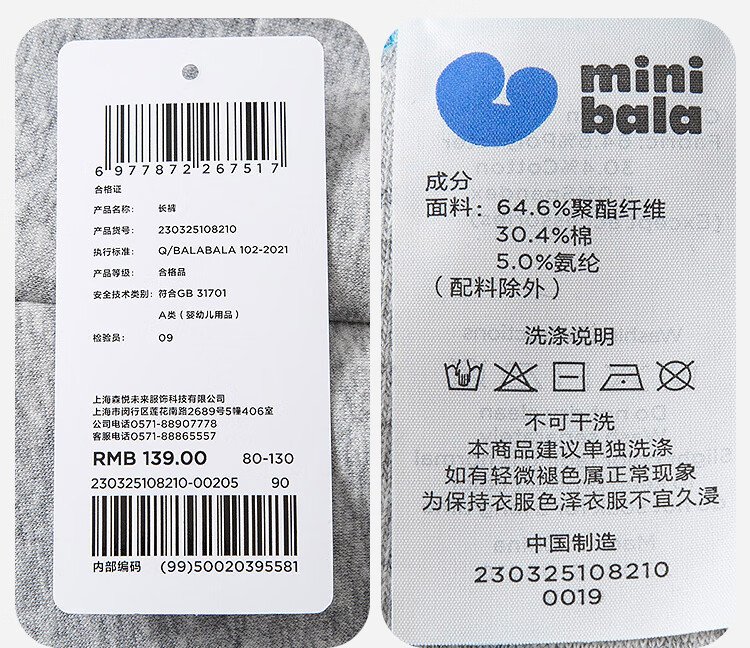 6 977872 267517
合格证
产品名称: 长裤
产品货号: 230325108210
执行标准: Q/BALABALA 102-2021
产品等级: 合格品
安全技术类别: 符合GB 31701
A类（婴幼儿用品）
检验员: 09
上海森悦未来服饰科技有限公司
上海市闵行区莲花南路2689号5幢406室
公司电话0571-88907778
客服电话0571-88865557
RMB 139.00 80-130
230325108210-00205 90
内部编码 (99)50020395581
mini
bala
成分
面料: 64.6%聚酯纤维
30.4%棉
5.0%氨纶
（配料除外）
洗涤说明
不可干洗
本商品建议单独洗涤
如有轻微褪色属正常现象
为保持衣服色泽衣服不宜久浸
中国制造
230325108210
0019